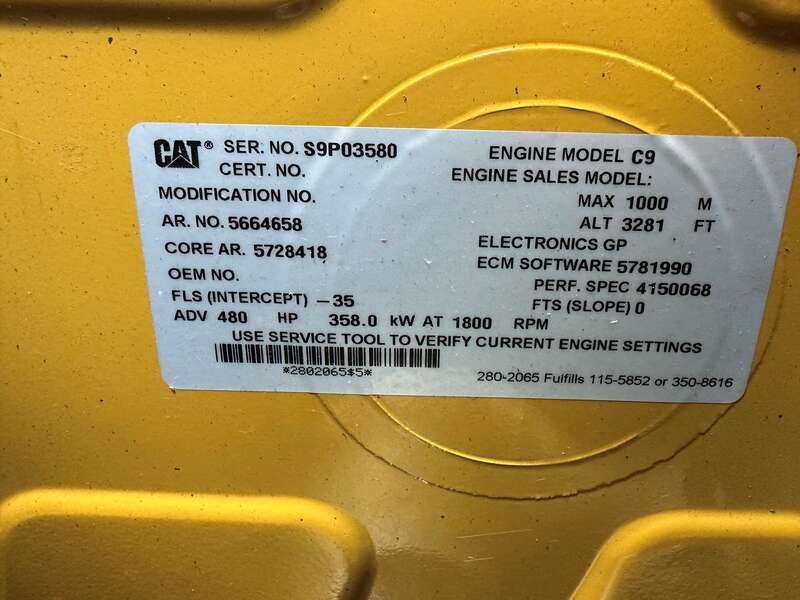 CAT® SER. NO. S9P03580 ENGINE MODEL C9
CERT. NO. ENGINE SALES MODEL:
MODIFICATION NO. MAX 1000 M
AR. NO. 5664658 ALT 3281 FT
CORE AR. 5728418 ELECTRONICS GP
OEM NO. ECM SOFTWARE 5781990
PERF. SPEC 4150068
FLS (INTERCEPT) -35 FTS (SLOPE) 0
ADV 480 HP 358.0 kW AT 1800 RPM
USE SERVICE TOOL TO VERIFY CURRENT ENGINE SETTINGS
*2802065$5*
280-2065 Fulfills 115-5852 or 350-8616